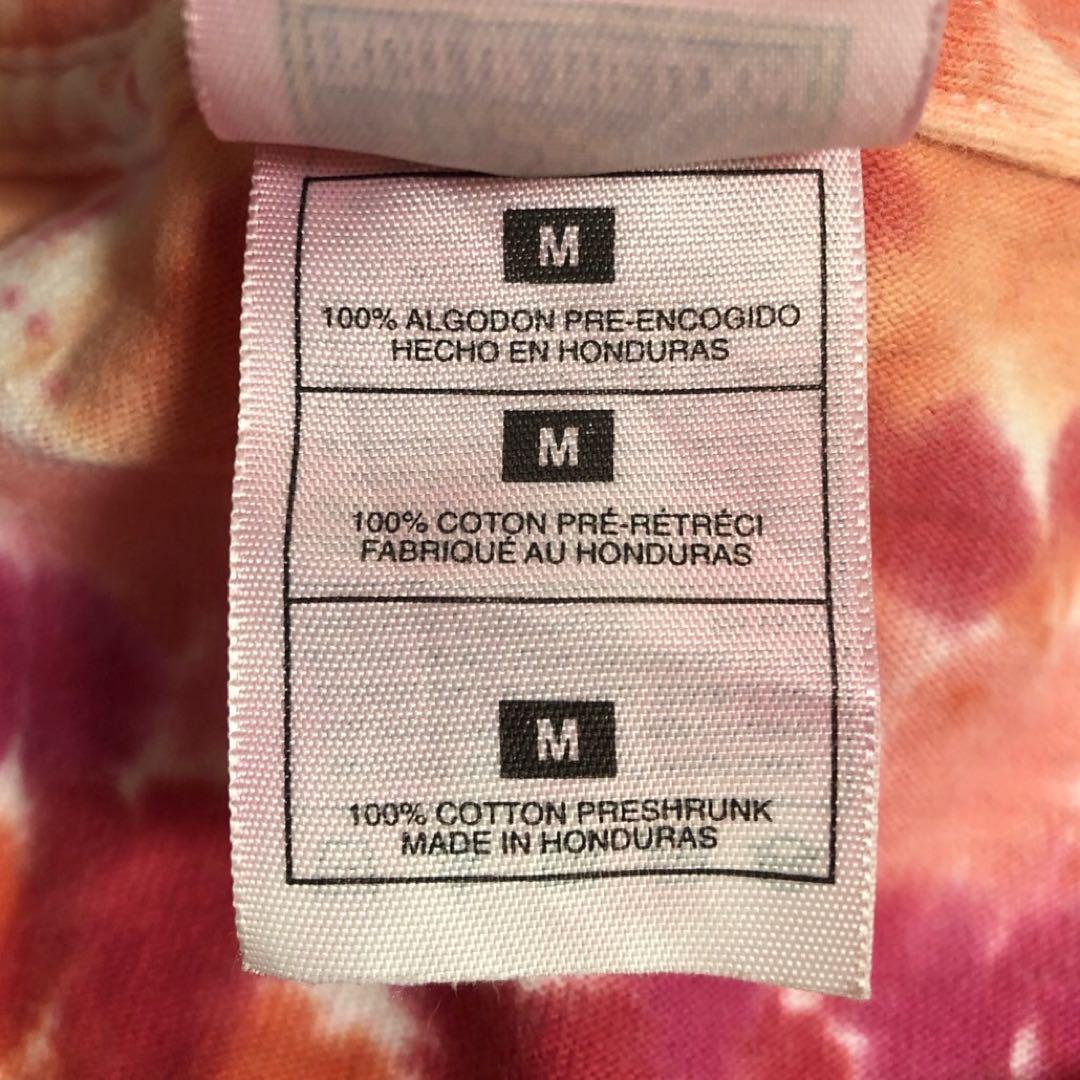 M
100% ALGODON PRE-ENCOGIDO
HECHO EN HONDURAS
M
100% COTON PRÉ-RÉTRÉCI
FABRIQUÉ AU HONDURAS
M
100% COTTON PRESHRUNK
MADE IN HONDURAS